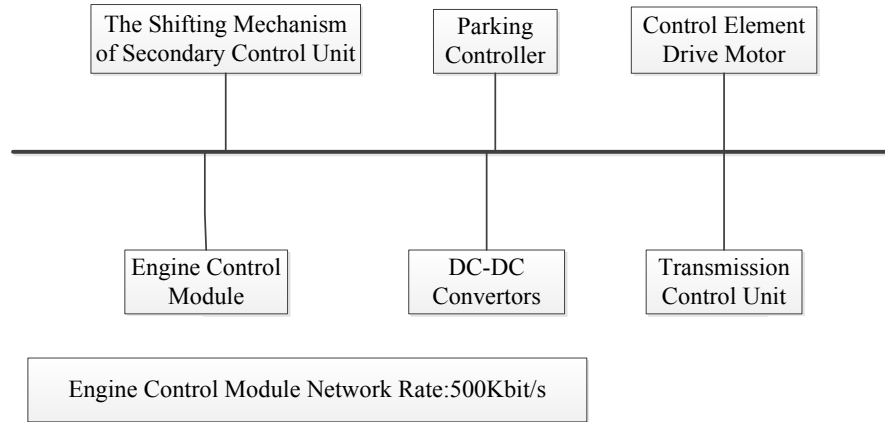 The Shifting Mechanism
of Secondary Control Unit
Parking
Controller
Control Element
Drive Motor
Engine Control
Module
DC-DC
Convertors
Transmission
Control Unit
Engine Control Module Network Rate:500Kbit/s